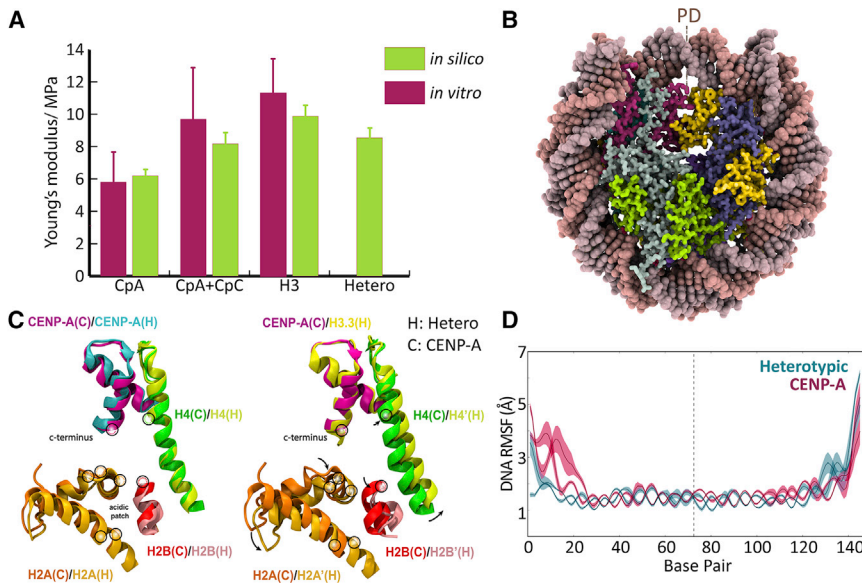 A
Young's modulus/ MPa
14
12
10
8
6
4
2
0
in silico
in vitro
CpA
CpA+CpC
H3
Hetero
B
PD
C
CENP-A(C)/CENP-A(H)
H4(C)/H4(H)
c-terminus
acidic
patch
H2B(C)/H2B(H)
H2A(C)/H2A(H)
CENP-A(C)/H3.3(H)
H: Hetero
C: CENP-A
H4(C)/H4'(H)
c-terminus
H2B(C)/H2B'(H)
H2A(C)/H2A'(H)
D
DNA RMSF (Å)
7
5
3
1
Heterotypic
CENP-A
0 20 40 60 80 100 120 140
Base Pair